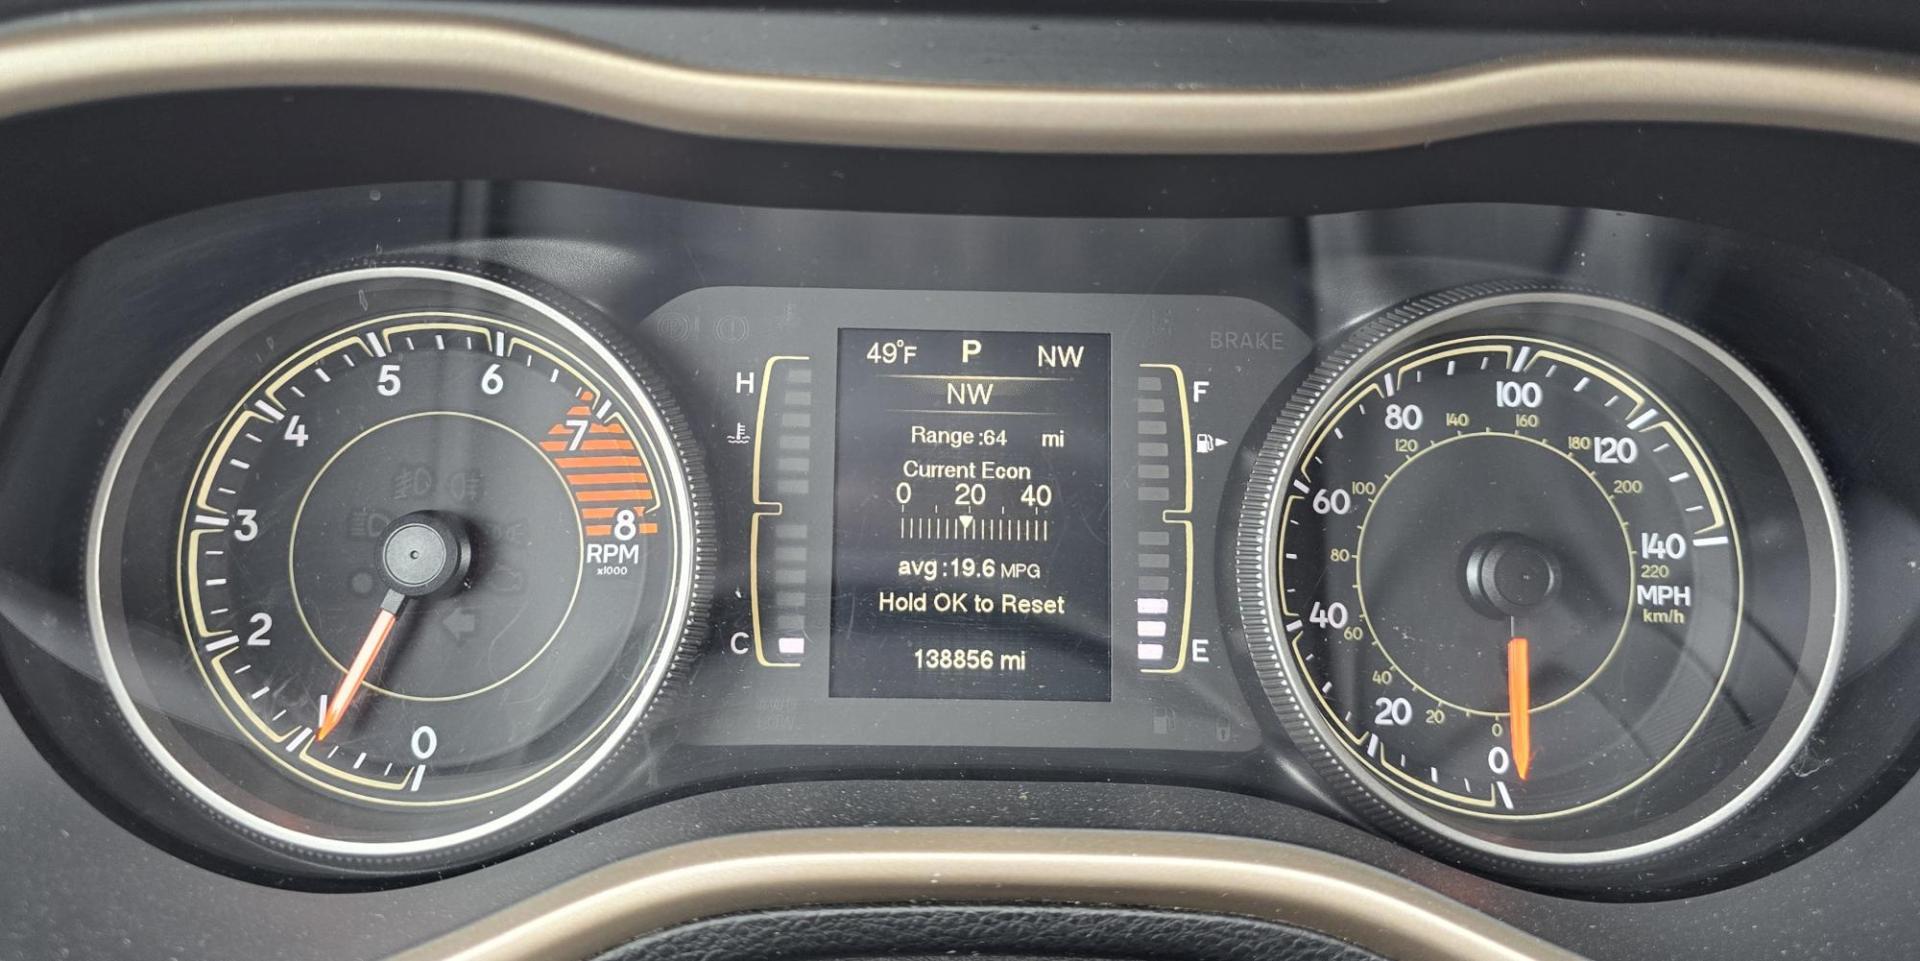 49°F P NW
NW
Range :64 mi
Current Econ
0 20 40
avg :19.6 MPG
Hold OK to Reset
138856 mi
H
C
F
E
BRAKE
0
1
2
3
4
5
6
7
8
RPM
x1000
0
20
40
60
80
100
120
140
MPH
km/h
0
20
40
60
80
100
120
140
160
180
200
220